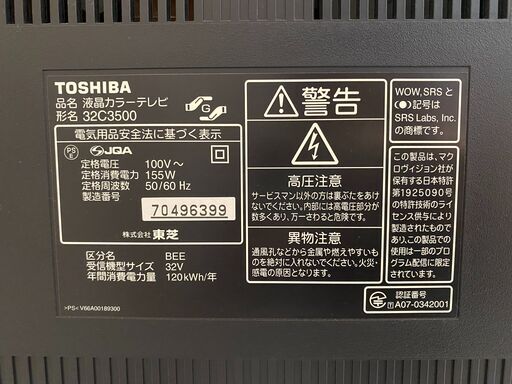 TOSHIBA
品名 液晶カラーテレビ
形名 32C3500
G
電気用品安全法に基づく表示
PS
E
JQA
定格電圧 100V～
定格消費電力 155W
定格周波数 50/60 Hz
製造番号
70496399
株式会社 東芝
区分名 BEE
受信機型サイズ 32V
年間消費電力量 120kWh/年
>PS< V66A00189300
警告
高圧注意
サービスマン以外の方は裏ぶたをあけ
ないでください。内部には高電圧部分が
数多くあり、万一さわると危険です。
異物注意
通風孔などから金属や燃えやすいもの
などが入らないようにしてください。火災・
感電の原因となります。
WOW, SRS と
(●)記号は
SRS Labs, Inc.
の商標です。
この製品は、マク
ロヴィジョン社が
保有する日本特許
第1925090号
の特許技術のライ
センス供与により
製造されたもので
あり、この製品の
使用は一部のプロ
グラム配信に限定
されています。
認証番号
T A07-0342001